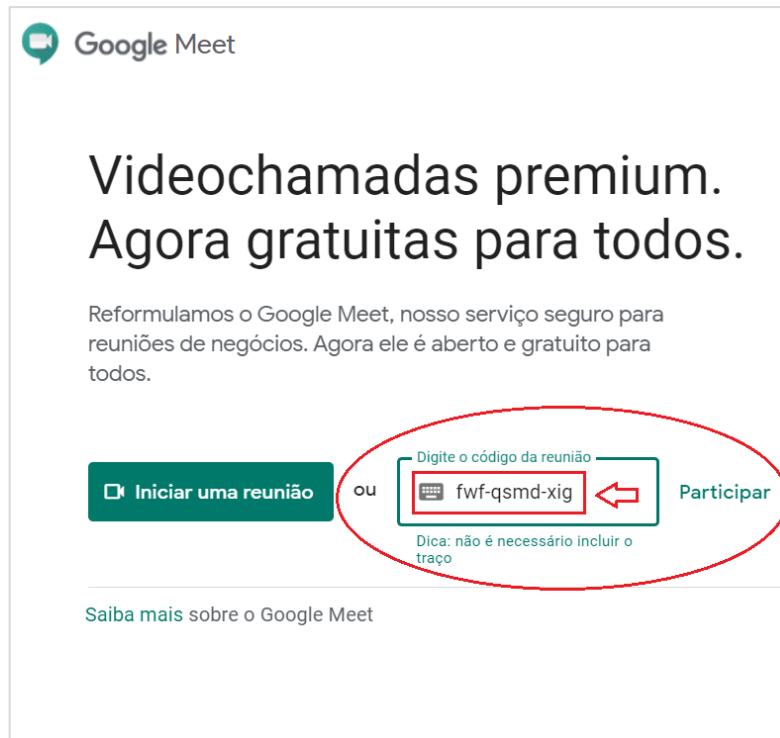 Google Meet
Videochamadas premium.
Agora gratuitas para todos.
Reformulamos o Google Meet, nosso serviço seguro para
reuniões de negócios. Agora ele é aberto e gratuito para
todos.
Iniciar uma reunião
ou
Digite o código da reunião
fwf-qsmd-xig
Participar
Dica: não é necessário incluir o
traço
Saiba mais sobre o Google Meet